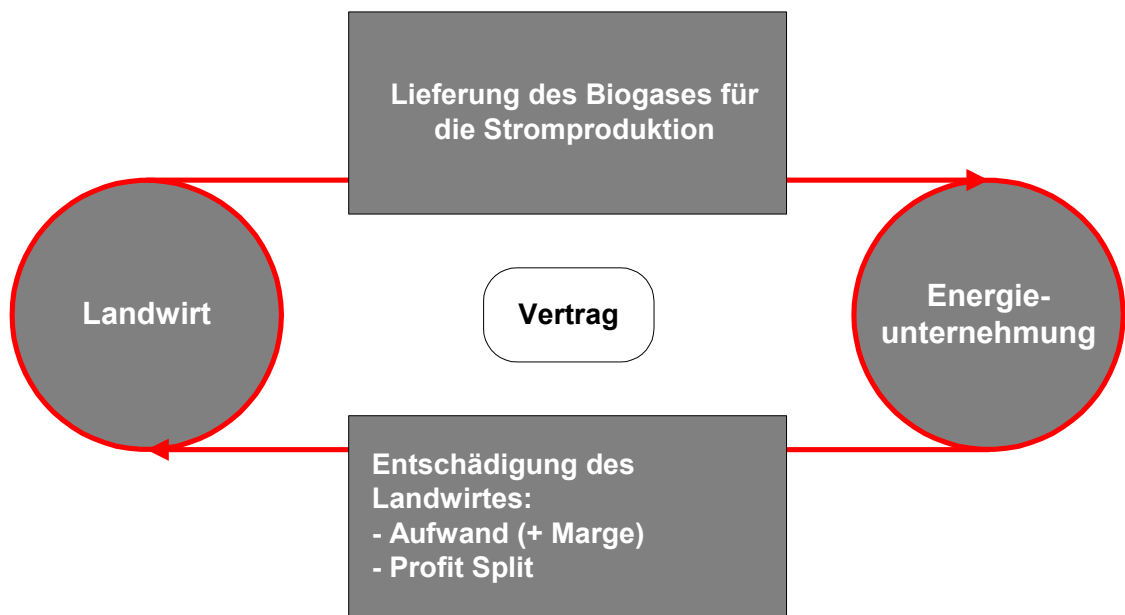 Lieferung des Biogases für
die Stromproduktion
Landwirt
Vertrag
Energie-
unternehmung
Entschädigung des
Landwirtes:
- Aufwand (+ Marge)
- Profit Split